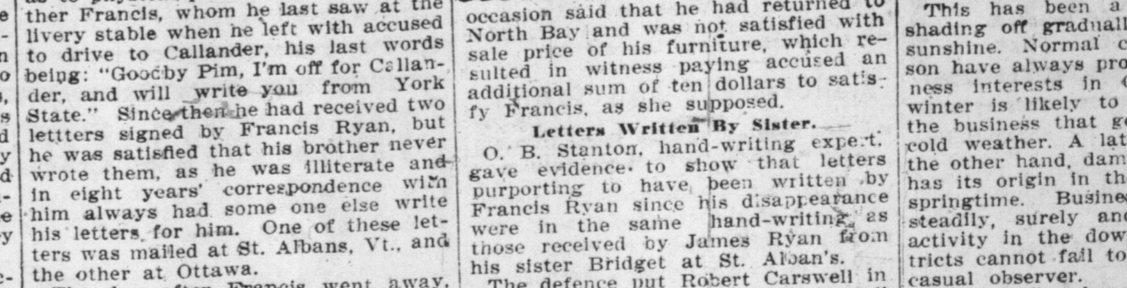 ther Francis, whom he last saw at the
livery stable when he left with accused
to drive to Callander, his last words
being: "Goodby Pim, I'm off for Callan-
der, and will write you from York
State." Since then he had received two
letters signed by Francis Ryan, but
he was satisfied that his brother never
wrote them, as he was illiterate and
in eight years' correspondence with
him always had some one else write
his letters for him. One of these let-
ters was mailed at St. Albans, Vt., and
the other at Ottawa.
Francis went away,
occasion said that he had returned to
North Bay and was not satisfied with
sale price of his furniture, which re-
sulted in witness paying accused an
additional sum of ten dollars to satis-
fy Francis, as she supposed.
Letters Written By Sister.
O. B. Stanton, hand-writing expert,
gave evidence to show that letters
purporting to have been written by
Francis Ryan since his disappearance
were in the same hand-writing as
those received by James Ryan from
his sister Bridget at St. Alban's.
The defence put Robert Carswell in
This has been a
shading off gradual
sunshine. Normal
son have always pro
ness interests in
winter is likely to
the business that
cold weather. A lat
the other hand, dam
has its origin in th
springtime. Busine
steadily, surely and
activity in the dow
tricts cannot fail to
casual observer.